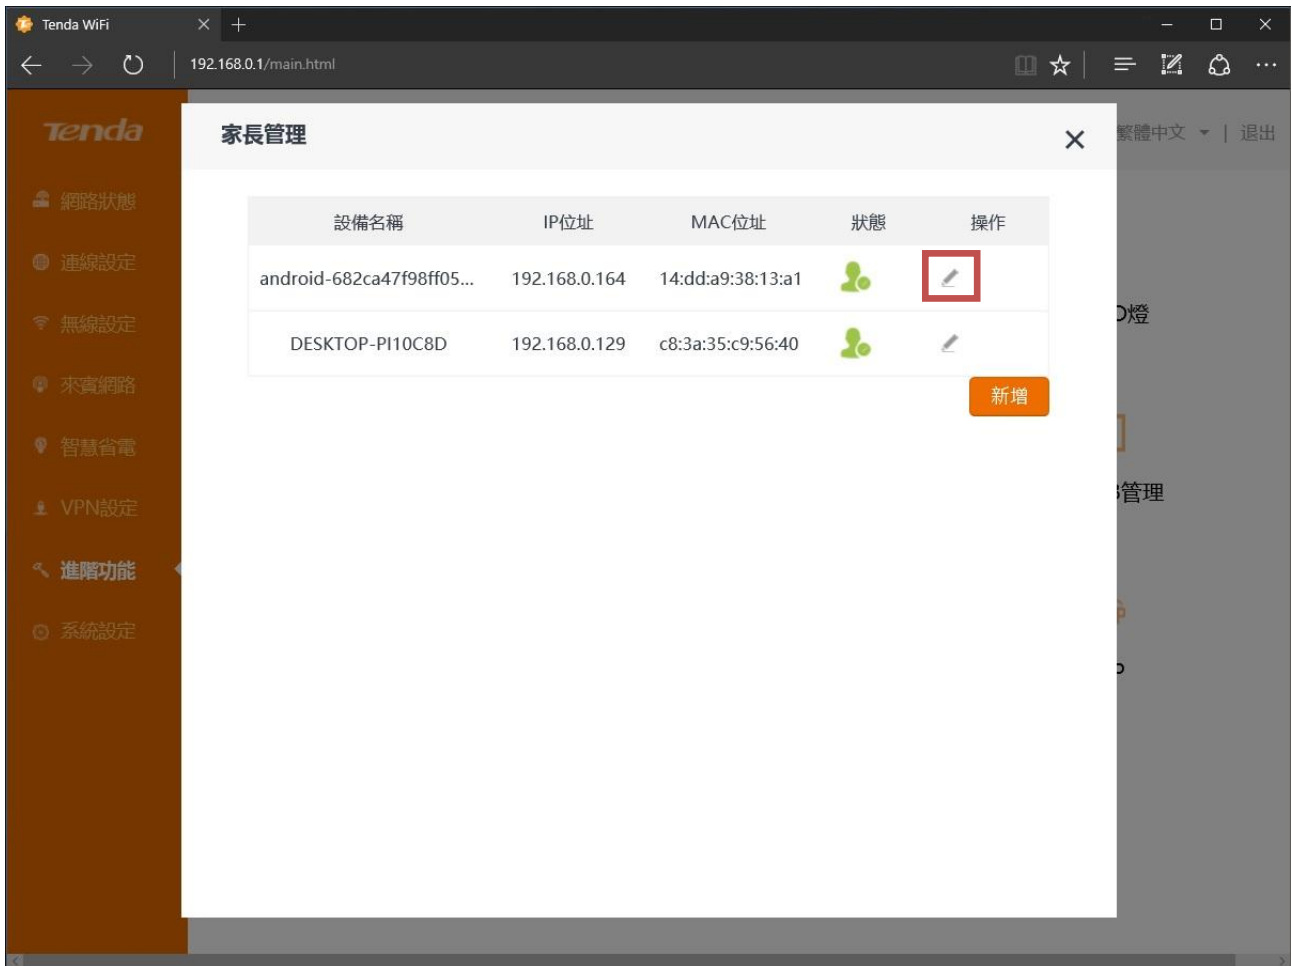 Tenda WiFi
192.168.0.1/main.html
Tenda
家長管理
繁體中文 | 退出
網路狀態
連線設定
無線設定
來賓網路
智慧省電
VPN設定
進階功能
系統設定
設備名稱 IP位址 MAC位址 狀態 操作
android-682ca47f98ff05... 192.168.0.164 14:dd:a9:38:13:a1
DESKTOP-PI10C8D 192.168.0.129 c8:3a:35:c9:56:40
新增
燈
管理